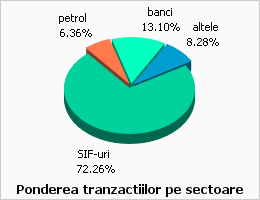 petrol
6.36%
banci
13.10%
altele
8.28%
SIF-uri
72.26%
Ponderea tranzactiilor pe sectoare